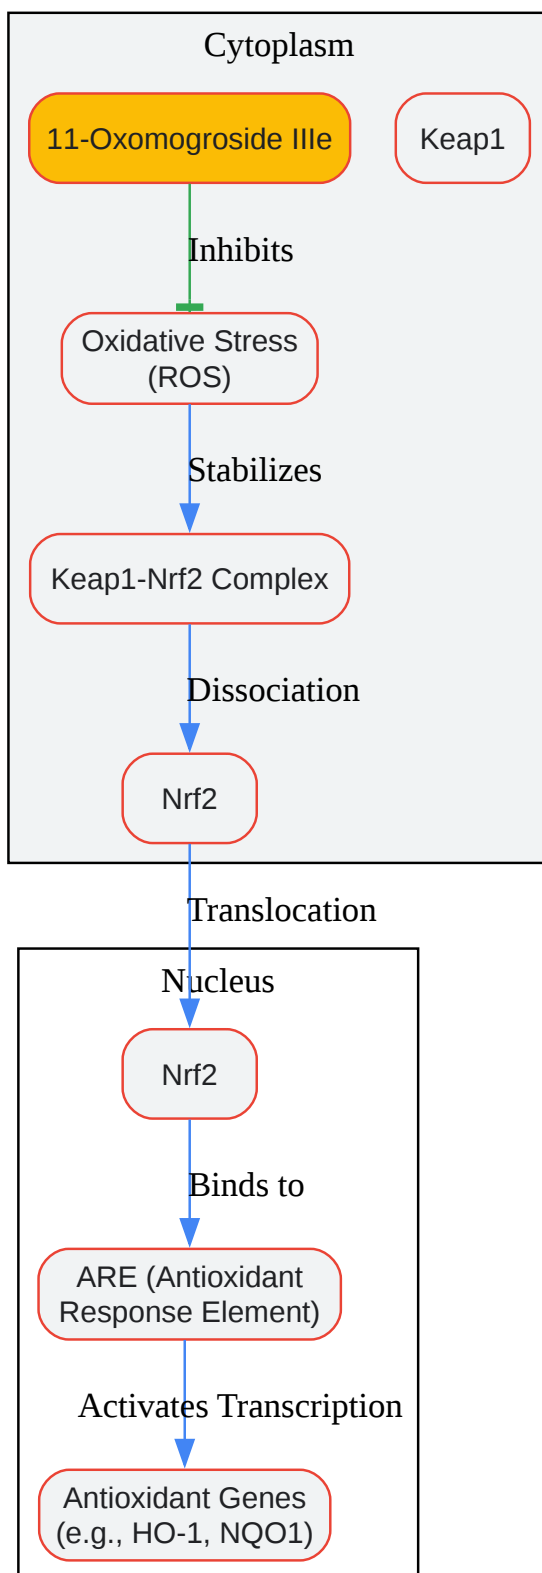 Cytoplasm
11-Oxomogroside IIIe
Keap1
Inhibits
Oxidative Stress
(ROS)
Stabilizes
Keap1-Nrf2 Complex
Dissociation
Nrf2
Translocation
Nucleus
Nrf2
Binds to
ARE (Antioxidant
Response Element)
Activates Transcription
Antioxidant Genes
(e.g., HO-1, NQO1)